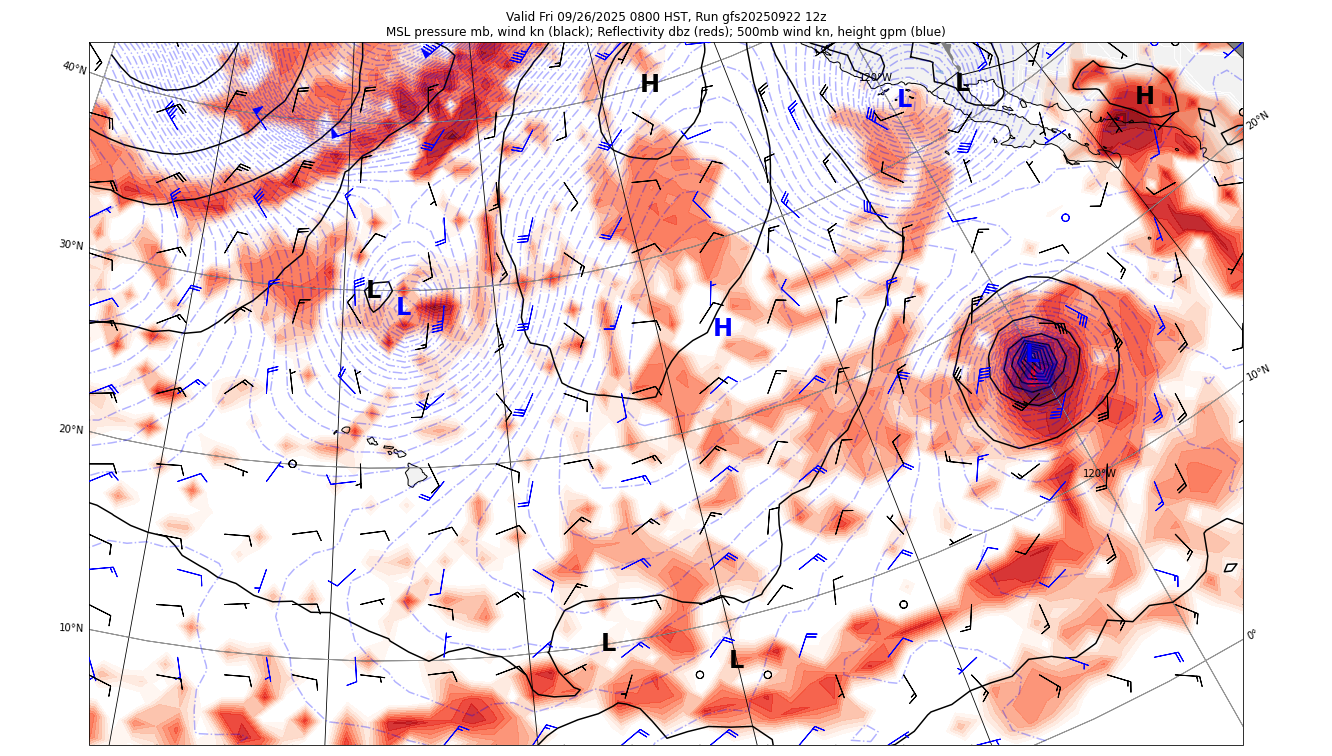 Valid Fri 09/26/2025 0800 HST, Run gfs20250922 12z
MSL pressure mb, wind kn (black); Reflectivity dbz (reds); 500mb wind kn, height gpm (blue)
40°N
120°W
H
L
L
H
20°N
30°N
L
L
H
10°N
20°N
120°W
10°N
L
L
0°